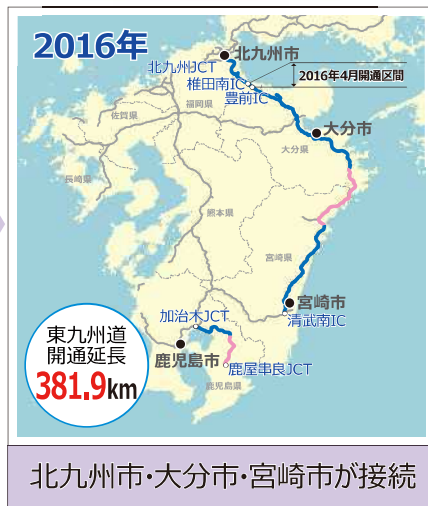 2016年
北九州市
北九州JCT
2016年4月開通区間
椎田南IC
豊前IC
福岡県
佐賀県
大分市
大分県
長崎県
熊本県
宮崎県
宮崎市
清武南IC
加治木JCT
鹿児島市
鹿屋串良JCT
鹿児島県
東九州道
開通延長
381.9km
北九州市・大分市・宮崎市が接続